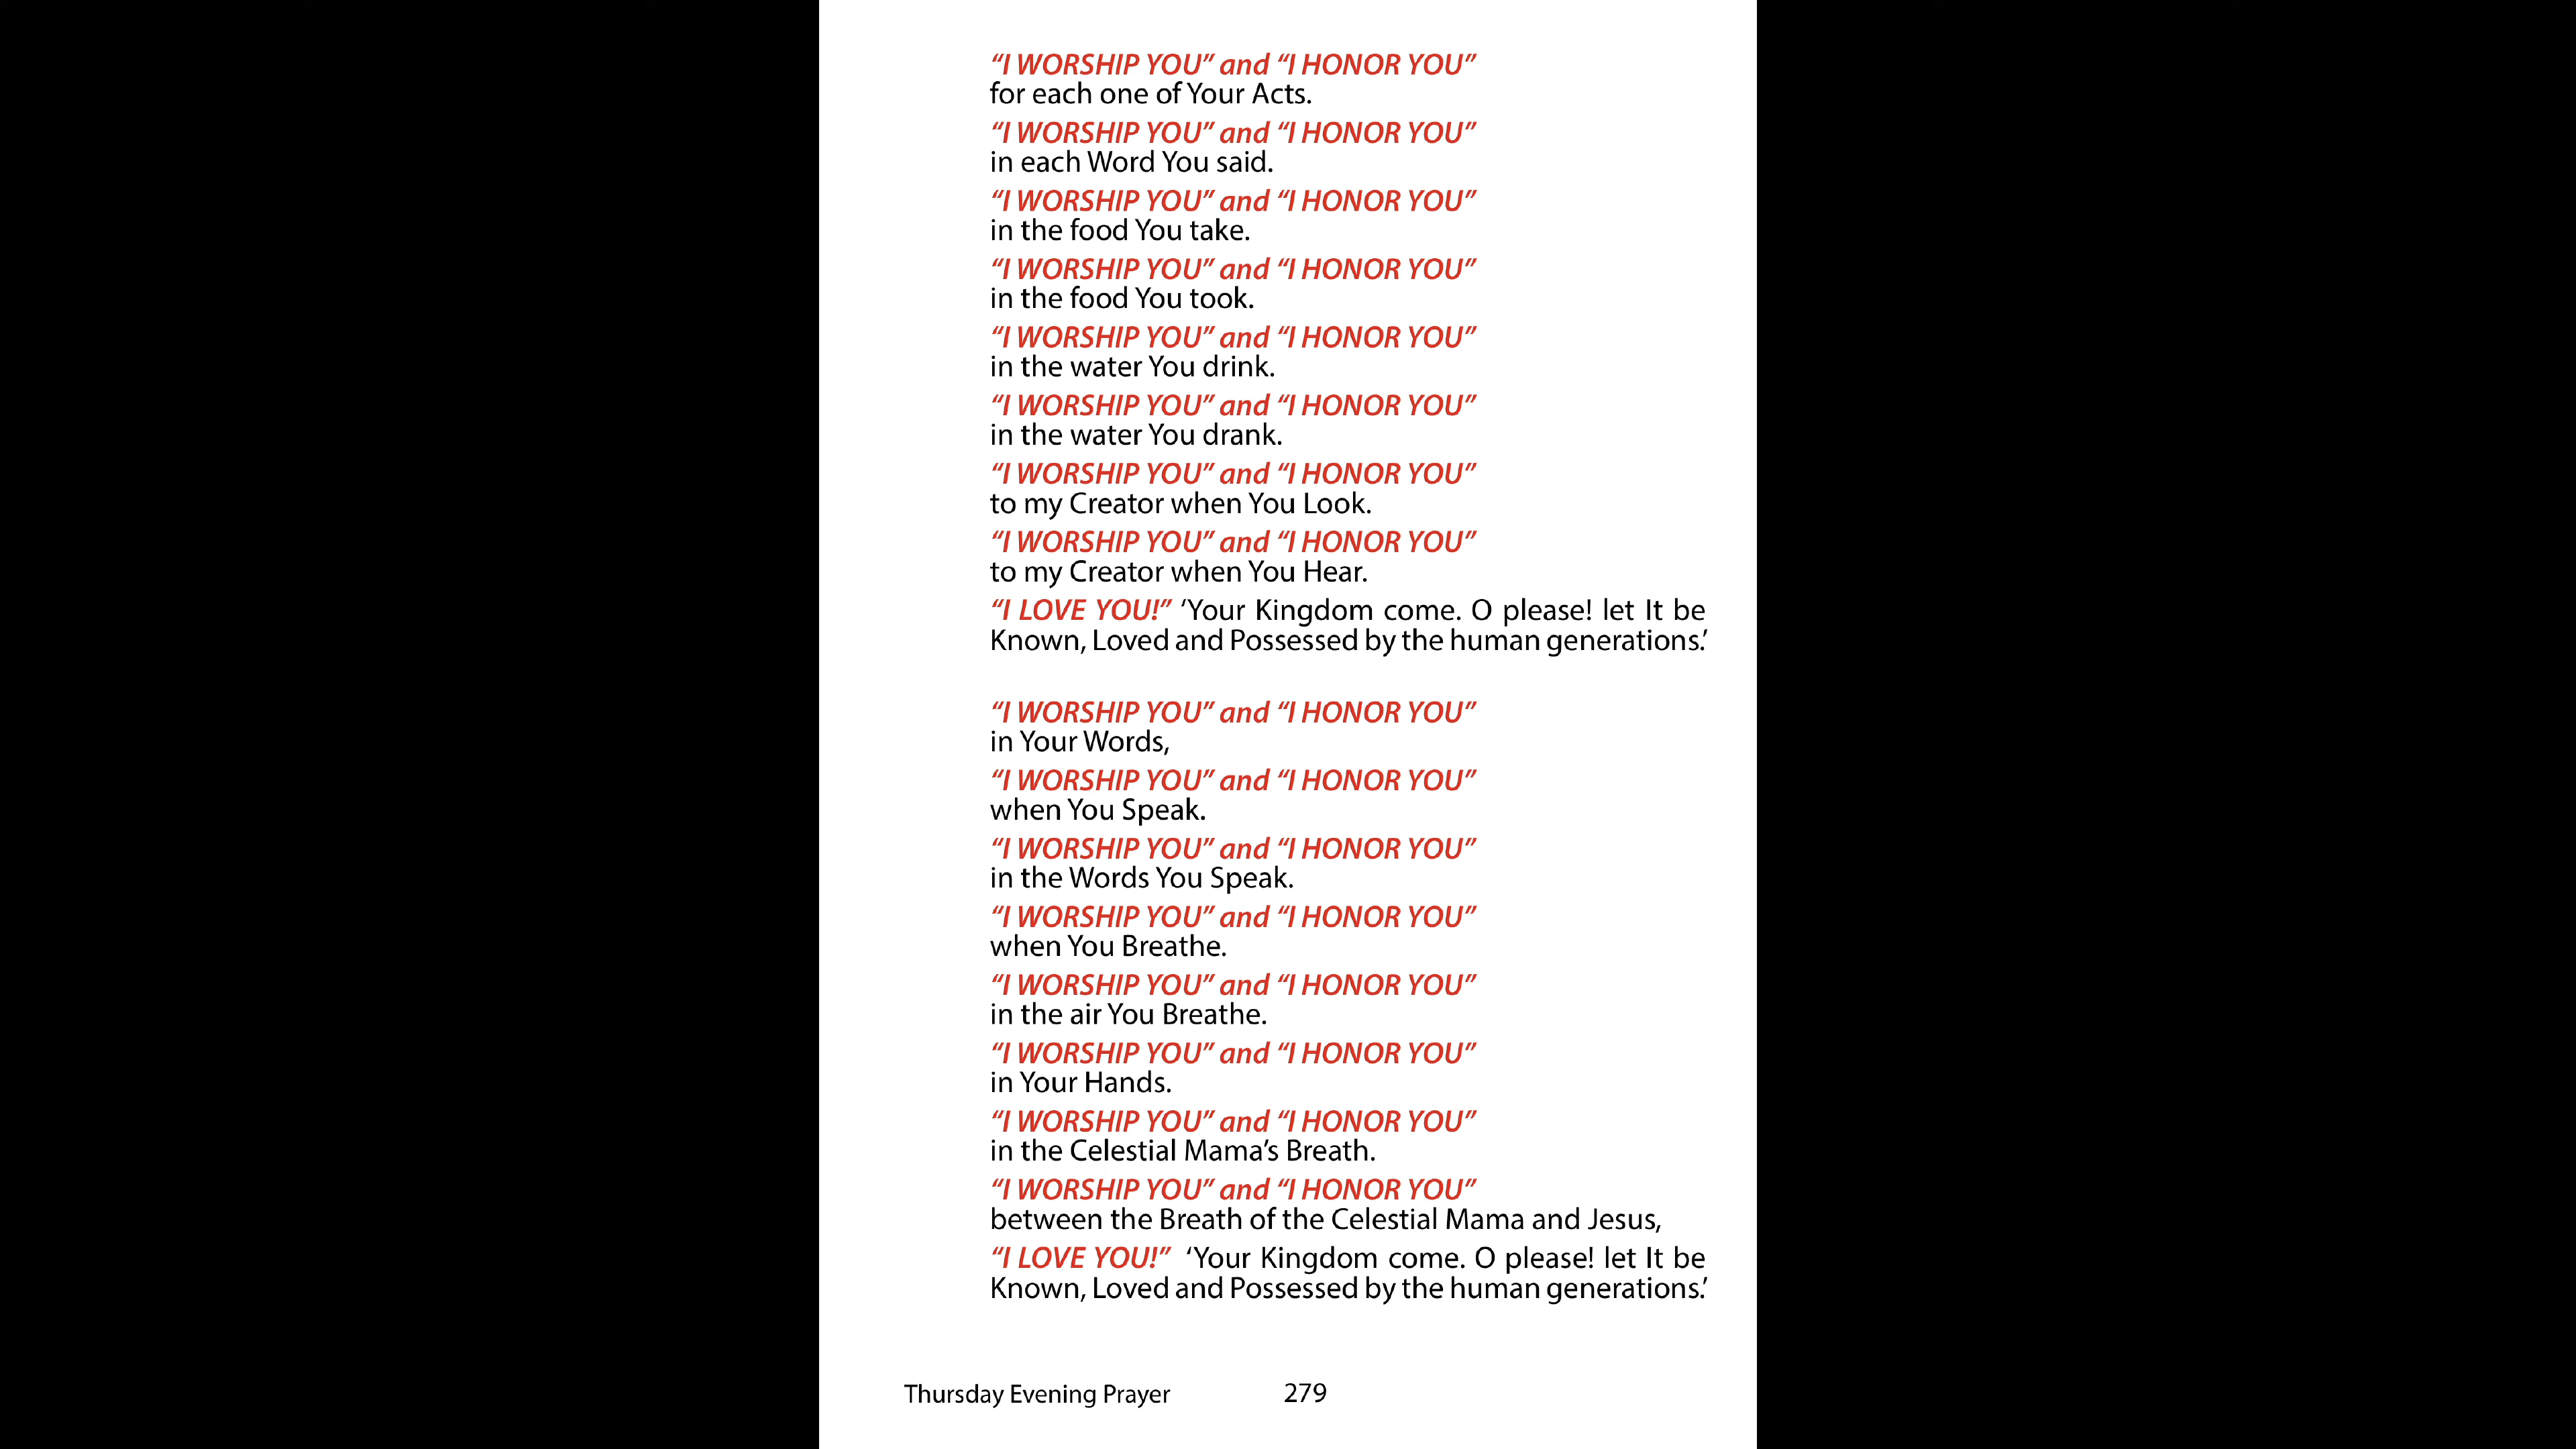 “I WORSHIP YOU” and “I HONOR YOU”
for each one of Your Acts.
“I WORSHIP YOU” and “I HONOR YOU”
in each Word You said.
“I WORSHIP YOU” and “I HONOR YOU”
in the food You take.
“I WORSHIP YOU” and “I HONOR YOU”
in the food You took.
“I WORSHIP YOU” and “I HONOR YOU”
in the water You drink.
“I WORSHIP YOU” and “I HONOR YOU”
in the water You drank.
“I WORSHIP YOU” and “I HONOR YOU”
to my Creator when You Look.
“I WORSHIP YOU” and “I HONOR YOU”
to my Creator when You Hear.
“I LOVE YOU!” ‘Your Kingdom come. O please! let It be
Known, Loved and Possessed by the human generations.’
“I WORSHIP YOU” and “I HONOR YOU”
in Your Words,
“I WORSHIP YOU” and “I HONOR YOU”
when You Speak.
“I WORSHIP YOU” and “I HONOR YOU”
in the Words You Speak.
“I WORSHIP YOU” and “I HONOR YOU”
when You Breathe.
“I WORSHIP YOU” and “I HONOR YOU”
in the air You Breathe.
“I WORSHIP YOU” and “I HONOR YOU”
in Your Hands.
“I WORSHIP YOU” and “I HONOR YOU”
in the Celestial Mama’s Breath.
“I WORSHIP YOU” and “I HONOR YOU”
between the Breath of the Celestial Mama and Jesus,
“I LOVE YOU!” ‘Your Kingdom come. O please! let It be
Known, Loved and Possessed by the human generations.’
Thursday Evening Prayer 279